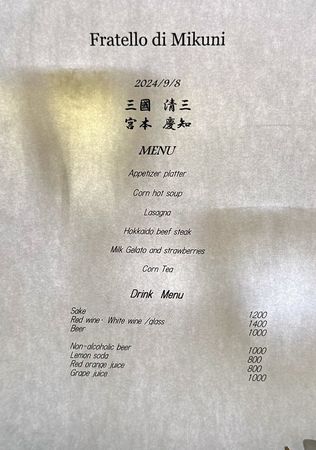 Fratello di Mikuni
2024/9/8
三國 清三
宮本 慶知
MENU
Appetizer platter
Corn hot soup
Lasagna
Hokkaido beef steak
Milk Gelato and strawberries
Corn Tea
Drink Menu
Sake 1200
Red wine・White wine /glass 1400
Beer 1000
Non-alcoholic beer 1000
Lemon soda 800
Red orange juice 800
Grape juice 1000